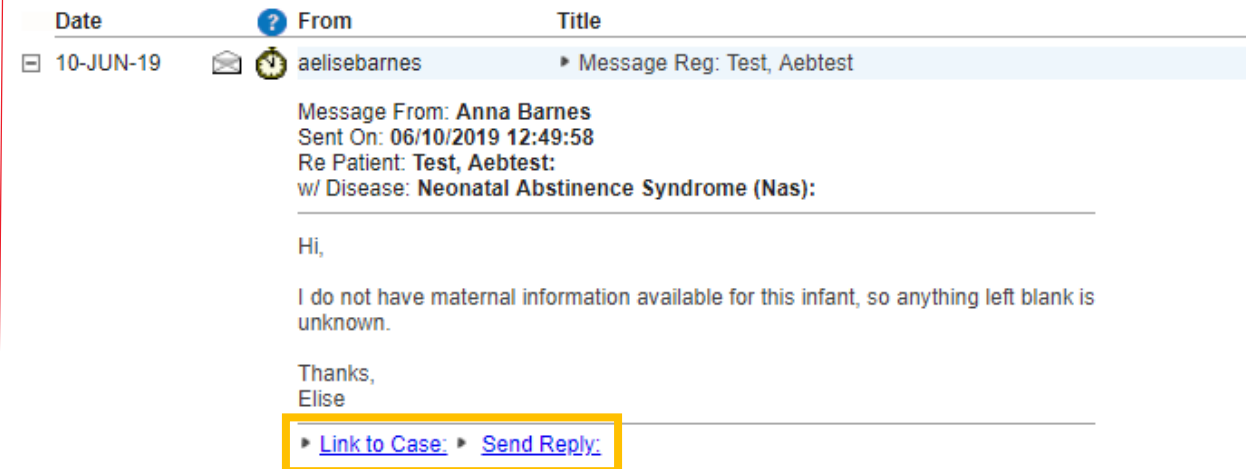 Date ? From Title
10-JUN-19 aelisebarnes Message Reg: Test, Aebtest
Message From: Anna Barnes
Sent On: 06/10/2019 12:49:58
Re Patient: Test, Aebtest:
w/ Disease: Neonatal Abstinence Syndrome (Nas):
Hi,
I do not have maternal information available for this infant, so anything left blank is
unknown.
Thanks,
Elise
Link to Case: Send Reply: